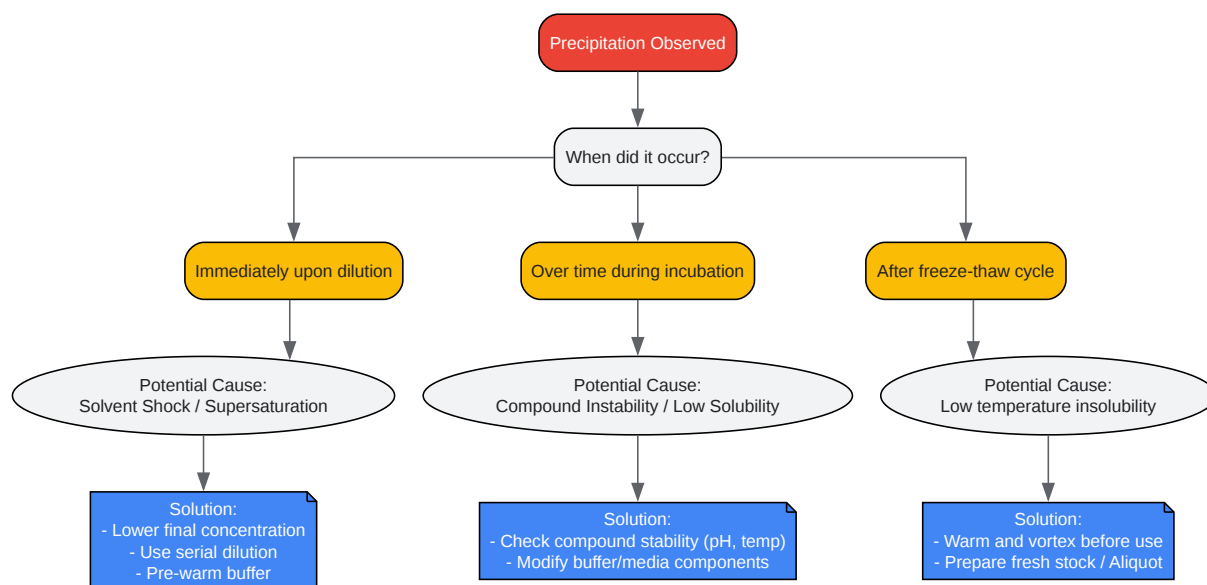 Precipitation Observed
When did it occur?
Immediately upon dilution
Over time during incubation
After freeze-thaw cycle
Potential Cause:
Solvent Shock / Supersaturation
Potential Cause:
Compound Instability / Low Solubility
Potential Cause:
Low temperature insolubility
Solution:
- Lower final concentration
- Use serial dilution
- Pre-warm buffer
Solution:
- Check compound stability (pH, temp)
- Modify buffer/media components
Solution:
- Warm and vortex before use
- Prepare fresh stock / Aliquot